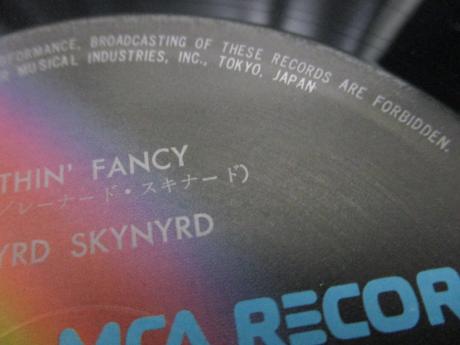 FORMANCE, BROADCASTING OF THESE RECORDS ARE FORBIDDEN.
R MUSICAL INDUSTRIES, INC., TOKYO, JAPAN
THIN' FANCY
／レーナード・スキナード)
YRD SKYNYRD
MCA RECOR